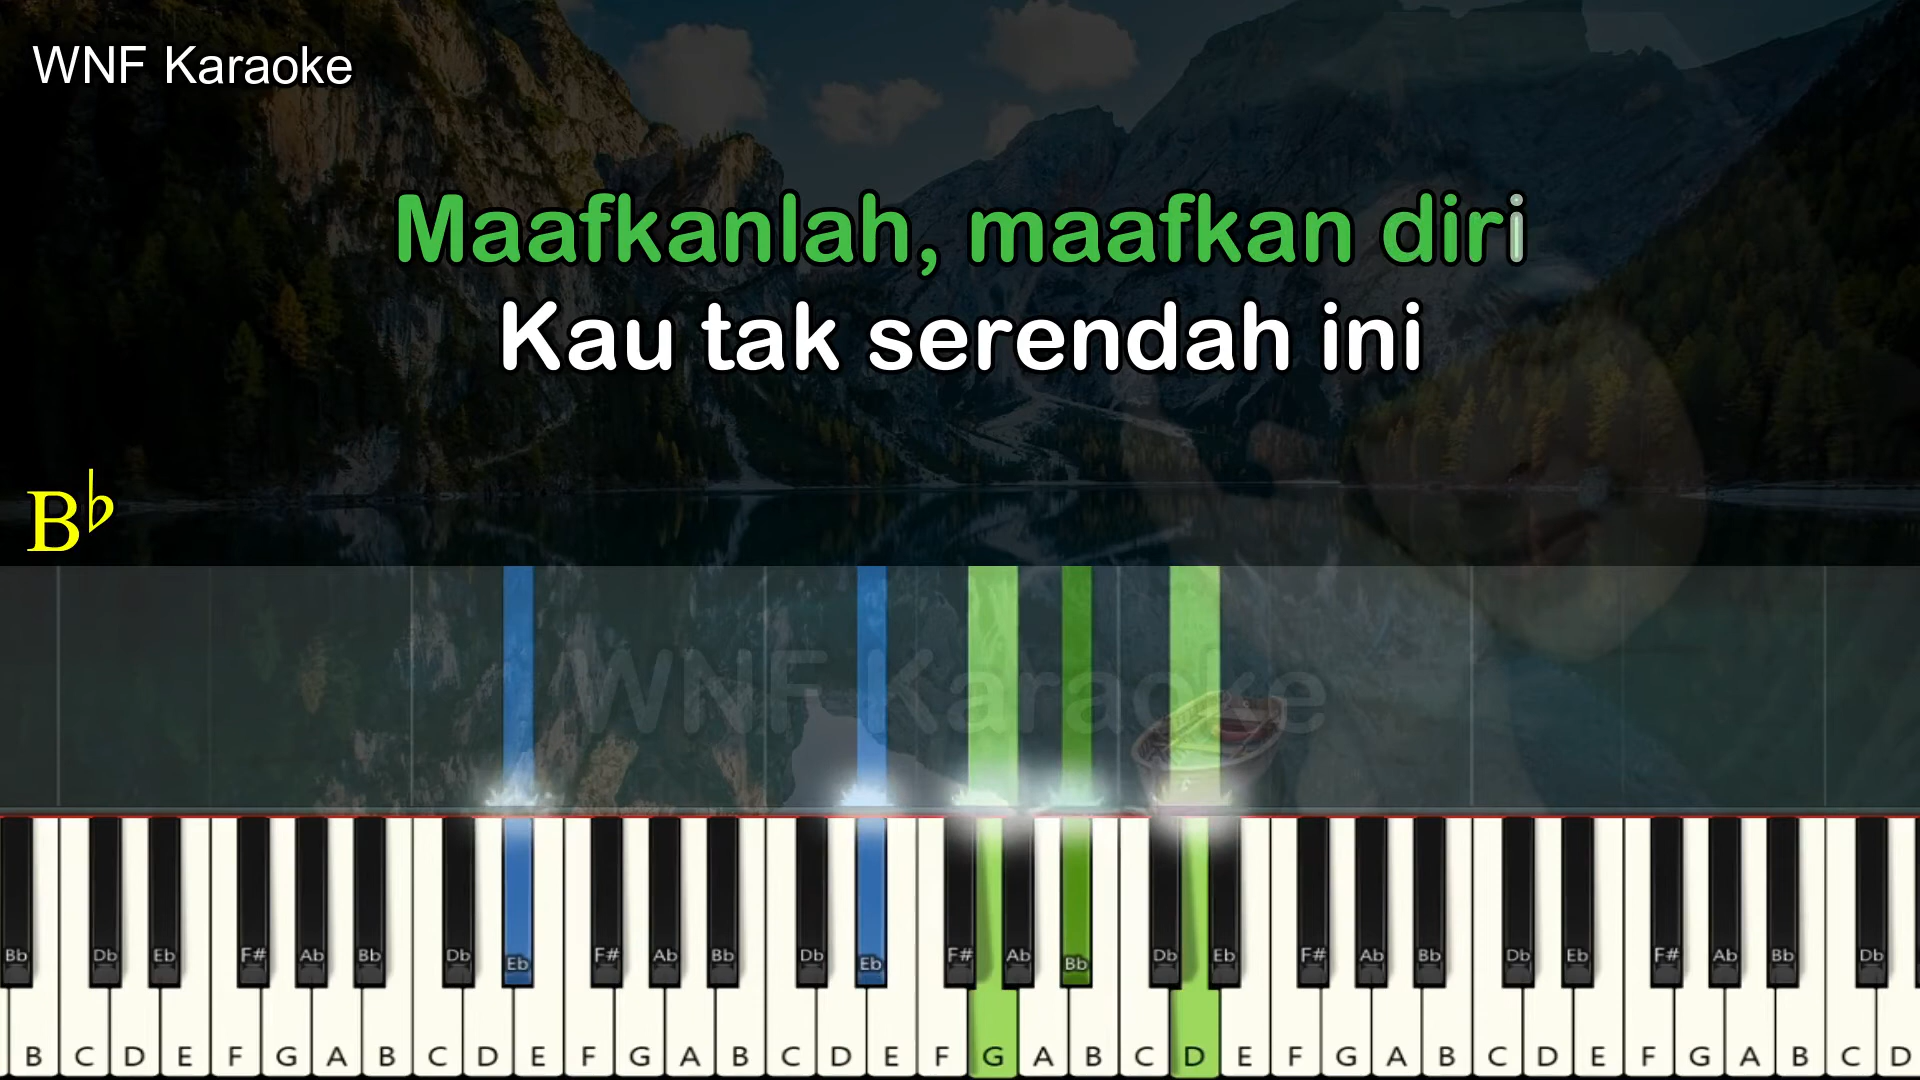 WNF Karaoke
Maafkanlah, maafkan diri
Kau tak serendah ini
B♭
WNF Karaoke
Bb Db Eb F# Ab Bb Db Eb F# Ab Bb Db Eb F# Ab Bb Db Eb F# Ab Bb Db Eb F# Ab Bb Db
B C D E F G A B C D E F G A B C D E F G A B C D E F G A B C D E F G A B C D